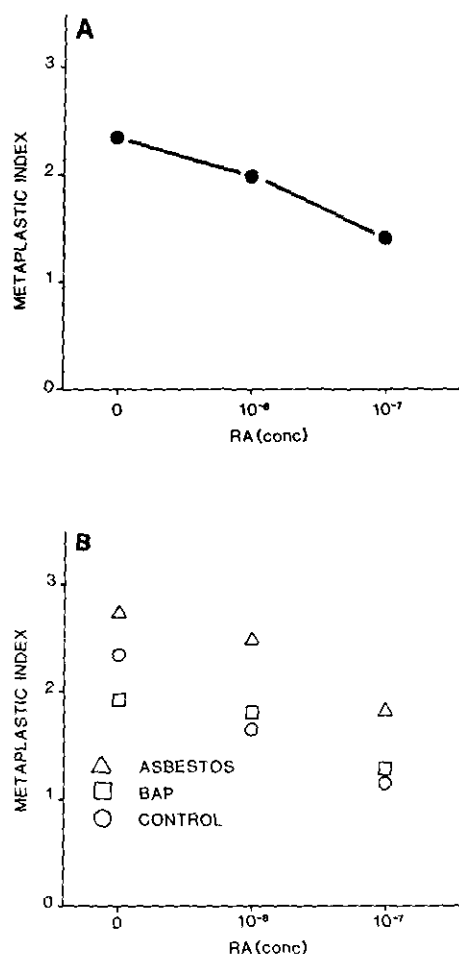 A
METAPLASTIC INDEX
3
2
1
0
0 10⁻⁸ 10⁻⁷
RA (conc)
B
METAPLASTIC INDEX
3
2
1
0
ASBESTOS
BAP
CONTROL
0 10⁻⁸ 10⁻⁷
RA (conc)